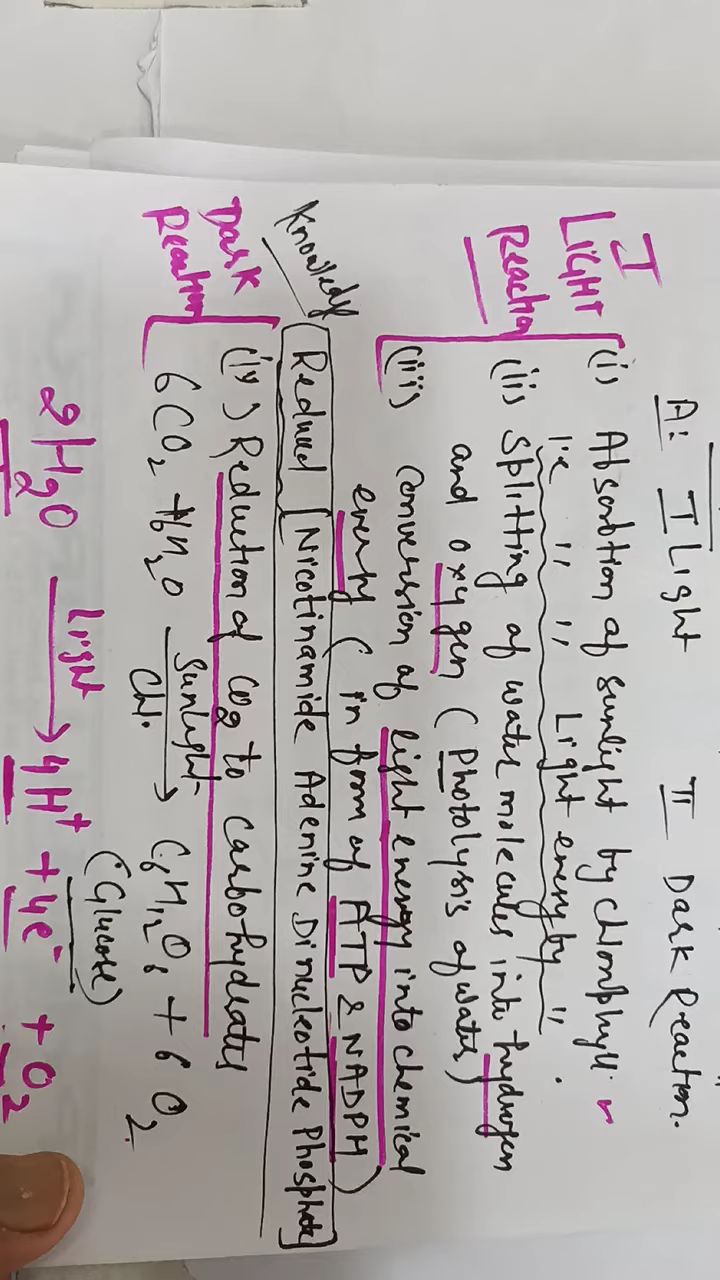 A: I Light II Dark Reaction.
I
LIGHT
Reaction
(i) Absorbtion of sunlight by chlorophyll
i.e " " Light energy by ".
(ii) Splitting of water molecules into hydrogen
and oxygen (Photolysis of water)
(iii) Conversion of light energy into chemical
energy (in from of ATP & NADPH)
Knowledge
(Reduced [Nicotinamide Adenine Dinucleotide Phosphate]
Dark
Reaction
(iv) Reduction of CO2 to carbohydrates
6CO2 + 6H2O Sunlight Chl. → C6H12O6 + 6O2
(Glucose)
2H2O Light → 4H+ + 4e- + O2